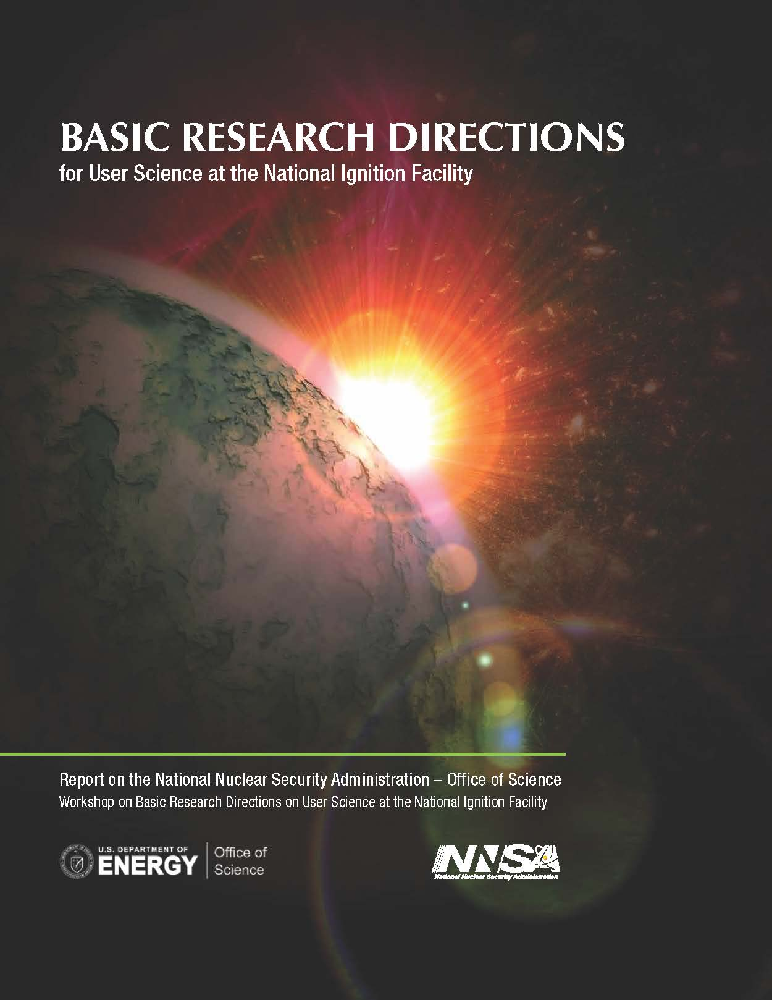 BASIC RESEARCH DIRECTIONS
for User Science at the National Ignition Facility
Report on the National Nuclear Security Administration – Office of Science
Workshop on Basic Research Directions on User Science at the National Ignition Facility
U.S. DEPARTMENT OF
ENERGY
Office of
Science
NNSA
National Nuclear Security Administration